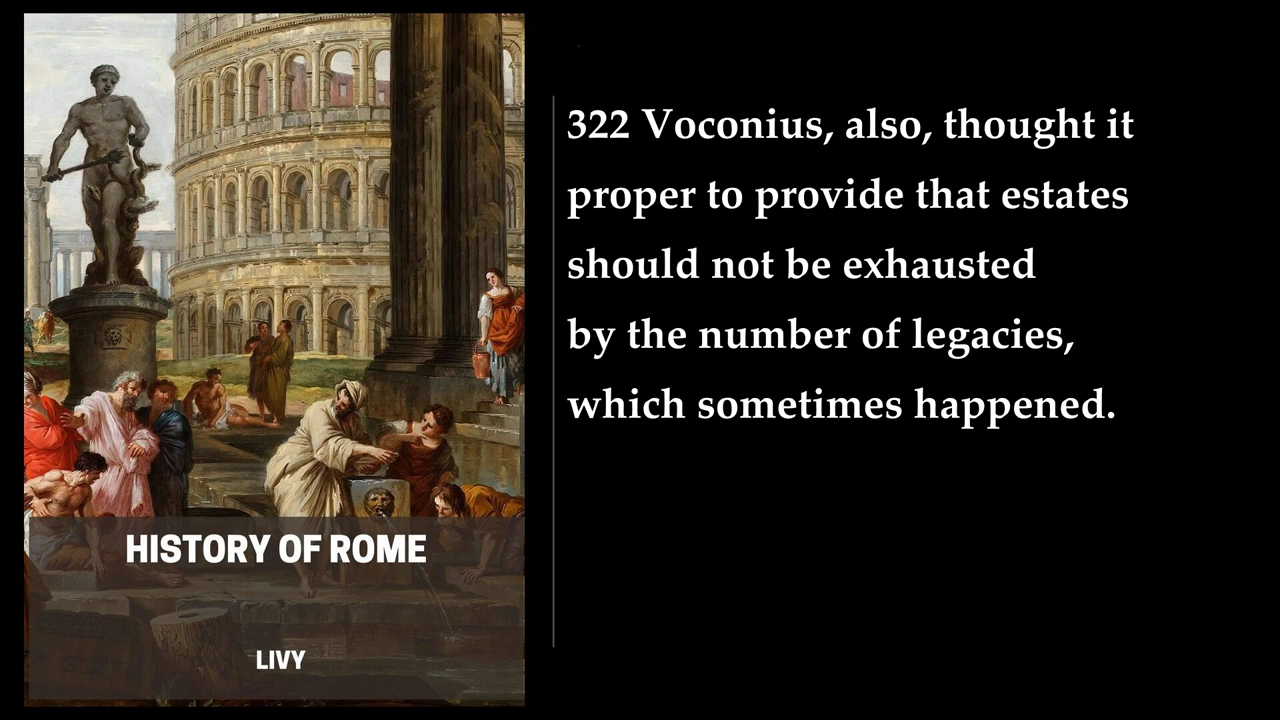 322 Voconius, also, thought it
proper to provide that estates
should not be exhausted
by the number of legacies,
which sometimes happened.
HISTORY OF ROME
LIVY